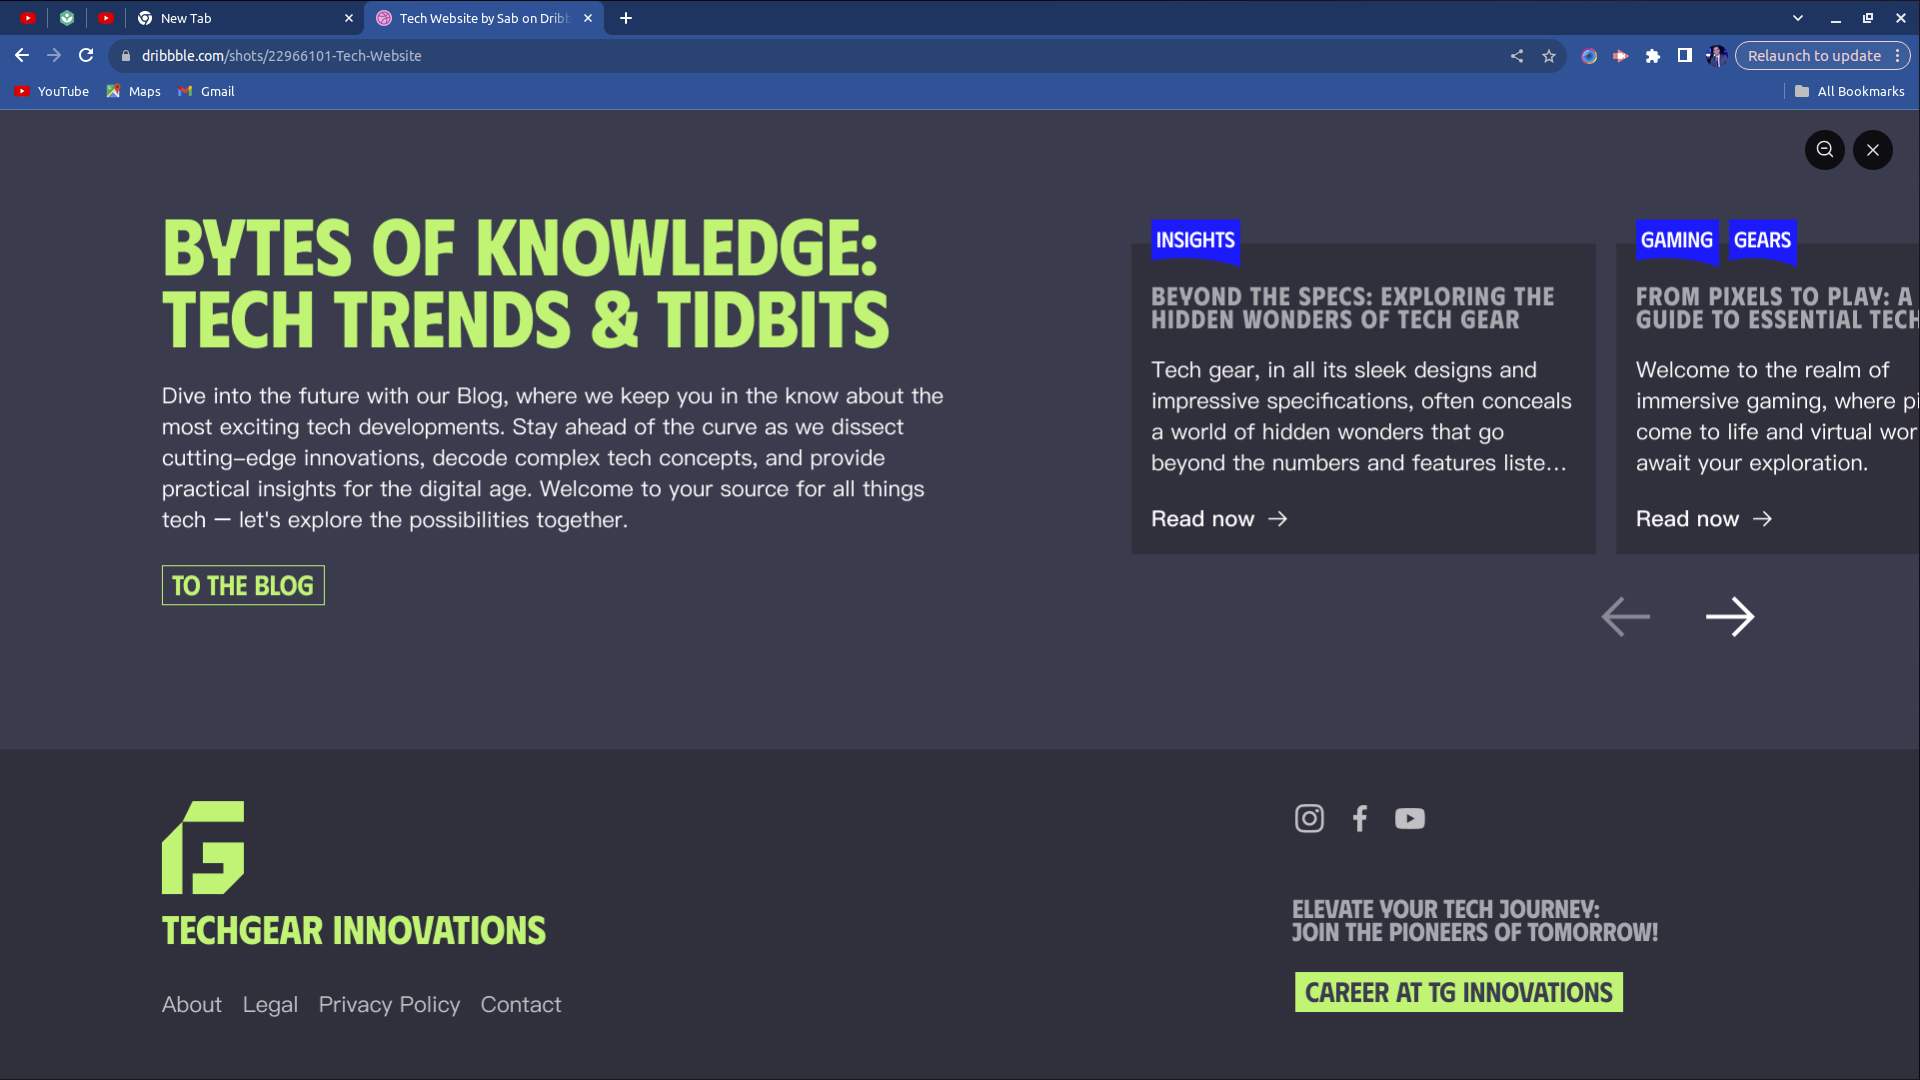 New Tab
Tech Website by Sab on Dribb
dribbble.com/shots/22966101-Tech-Website
Relaunch to update
YouTube
Maps
Gmail
All Bookmarks
BYTES OF KNOWLEDGE:
TECH TRENDS & TIDBITS
Dive into the future with our Blog, where we keep you in the know about the
most exciting tech developments. Stay ahead of the curve as we dissect
cutting-edge innovations, decode complex tech concepts, and provide
practical insights for the digital age. Welcome to your source for all things
tech — let's explore the possibilities together.
TO THE BLOG
INSIGHTS
BEYOND THE SPECS: EXPLORING THE
HIDDEN WONDERS OF TECH GEAR
Tech gear, in all its sleek designs and
impressive specifications, often conceals
a world of hidden wonders that go
beyond the numbers and features liste...
Read now
GAMING
GEARS
FROM PIXELS TO PLAY: A
GUIDE TO ESSENTIAL TECH
Welcome to the realm of
immersive gaming, where pi
come to life and virtual wor
await your exploration.
Read now
TECHGEAR INNOVATIONS
About
Legal
Privacy Policy
Contact
ELEVATE YOUR TECH JOURNEY:
JOIN THE PIONEERS OF TOMORROW!
CAREER AT TG INNOVATIONS